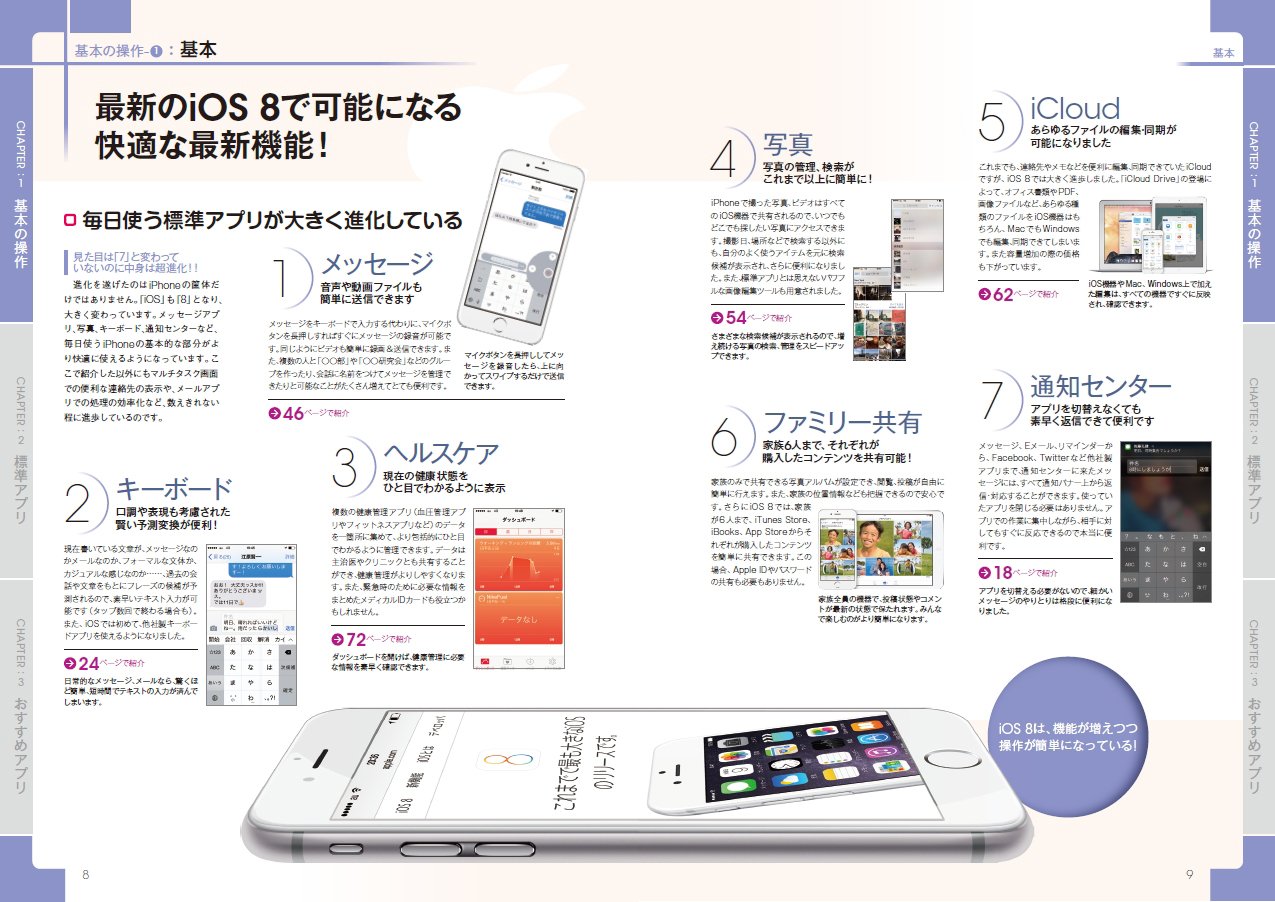 基本の操作-❶：基本
最新のiOS 8で可能になる
快適な最新機能！
毎日使う標準アプリが大きく進化している
見た目は「7」と変わって
いないのに中身は超進化！！
進化を遂げたのはiPhoneの筐体だ
けではありません。「iOS」も「8」となり、
大きく変わっています。メッセージアプ
リ、写真、キーボード、通知センターなど、
毎日使うiPhoneの基本的な部分がよ
り快適に使えるようになっています。こ
こで紹介した以外にもマルチタスク画面
での便利な連絡先の表示や、メールアプ
リでの処理の効率化など、数えきれない
程に進歩しているのです。
1
メッセージ
音声や動画ファイルも
簡単に送信できます
メッセージをキーボードで入力する代わりに、マイクボ
タンを長押しすればすぐにメッセージの録音が可能で
す。同じようにビデオも簡単に録画＆送信できます。ま
た、複数の人と「〇〇部」や「〇〇研究会」などのグルー
プを作ったり、会話に名前をつけてメッセージを管理で
きたりと可能なことがたくさん増えてとても便利です。
46ページで紹介
マイクボタンを長押ししてメッ
セージを録音したら、上に向
かってスワイプするだけで送信
できます。
2
キーボード
口調や表現も考慮された
賢い予測変換が便利！
現在書いている文章が、メッセージなの
かメールなのか、フォーマルな文体か、
カジュアルな感じなのか……、過去の会
話や文章をもとにフレーズの候補が予
測されるので、素早いテキスト入力が可
能です（タップ数回で終わる場合も）。
また、iOSでは初めて、他社製キーボー
ドアプリを使えるようになりました。
24ページで紹介
日常的なメッセージ、メールなら、驚くほ
ど簡単、短時間でテキストの入力が済んで
しまいます。
3
ヘルスケア
現在の健康状態を
ひと目でわかるように表示
複数の健康管理アプリ（血圧管理アプ
リやフィットネスアプリなど）のデータ
を一箇所に集めて、より包括的にひと目
でわかるように管理できます。データは
主治医やクリニックとも共有すること
ができ、健康管理がよりしやすくなりま
す。また、緊急時のために必要な情報を
まとめたメディカルIDカードも役立つか
もしれません。
72ページで紹介
ダッシュボードを開けば、健康管理に必要
な情報を素早く確認できます。
ダッシュボード
データなし
iOS 8
新機能
iOSとは
デベロッパ
apple.com
これまでで最も大きなiOS
のリリースです。
4
写真
写真の管理、検索が
これまで以上に簡単に！
iPhoneで撮った写真、ビデオはすべて
のiOS機器で共有されるので、いつでも
どこでも探したい写真にアクセスできま
す。撮影日、場所などで検索する以外に
も、自分のよく使うアイテムを元に検索
候補が表示され、さらに便利になりまし
た。また、標準アプリとは思えないパワフ
ルな画像編集ツールも用意されました。
54ページで紹介
さまざまな検索候補が表示されるので、増
え続ける写真の検索、管理をスピードアッ
プできます。
5
iCloud
あらゆるファイルの編集・同期が
可能になりました
これまでも、連絡先やメモなどを便利に編集、同期できていたiCloud
ですが、iOS 8では大きく進歩しました。「iCloud Drive」の登場に
よって、オフィス書類やPDF、
画像ファイルなど、あらゆる種
類のファイルをiOS機器はも
ちろん、MacでもWindows
でも編集、同期できてしまいま
す。また容量増加の際の価格
も下がっています。
62ページで紹介
iOS機器やMac、Windows上で加え
た編集は、すべての機器ですぐに反映
され、確認できます。
6
ファミリー共有
家族6人まで、それぞれが
購入したコンテンツを共有可能！
家族のみで共有できる写真アルバムが設定でき、閲覧、投稿が自由に
簡単に行えます。また、家族の位置情報なども把握できるので安心で
す。さらにiOS 8では、家族
が6人まで、iTunes Store、
iBooks、App Storeからそ
れぞれが購入したコンテンツ
を簡単に共有できます。この
場合、Apple IDやパスワード
の共有も必要もありません。
家族全員の機器で、投稿状態やコメン
トが最新の状態で保たれます。みんな
で楽しむのがより簡単になります。
7
通知センター
アプリを切替えなくても
素早く返信できて便利です
メッセージ、Eメール、リマインダーか
ら、Facebook、Twitterなど他社製
アプリまで、通知センターに来たメッ
セージには、すべて通知バナー上から返
信・対応することができます。使ってい
たアプリを閉じる必要はありません。ア
プリでの作業に集中しながら、相手に対
してもすぐに反応できるので本当に便
利です。
18ページで紹介
アプリを切替える必要がないので、細かい
メッセージのやりとりは格段に便利にな
りました。
iOS 8は、機能が増えつつ
操作が簡単になっている！
基本
CHAPTER：1 基本の操作
CHAPTER：2 標準アプリ
CHAPTER：3 おすすめアプリ
CHAPTER：1 基本の操作
CHAPTER：2 標準アプリ
CHAPTER：3 おすすめアプリ
8
9